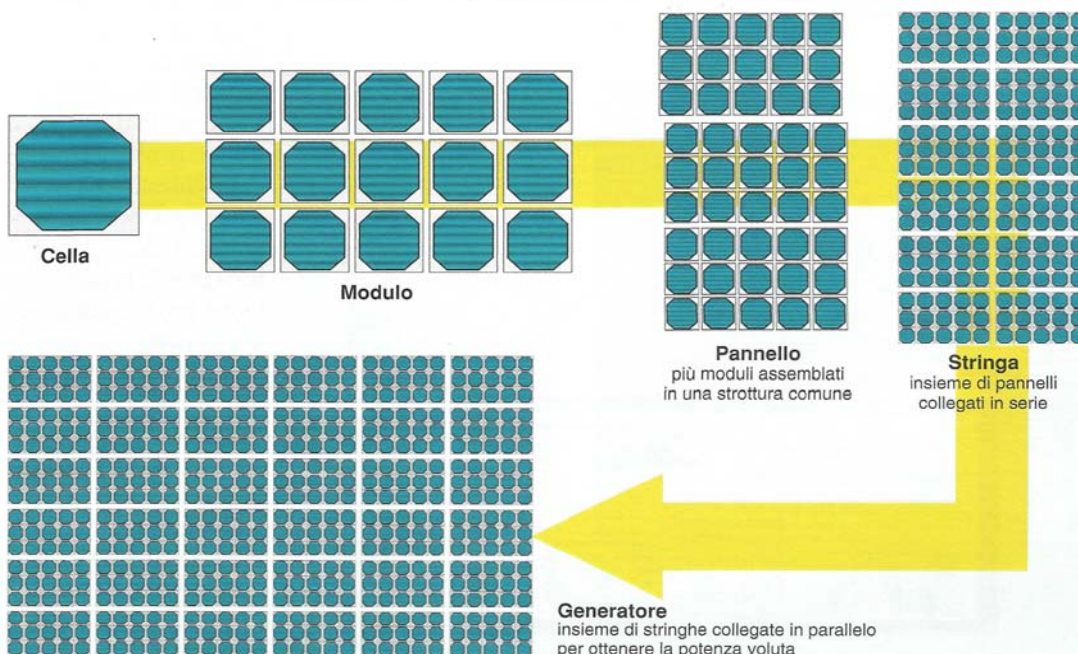 Cella
Modulo
Pannello
più moduli assemblati
in una strottura comune
Stringa
insieme di pannelli
collegati in serie
Generatore
insieme di stringhe collegate in parallelo
per ottenere la potenza voluta